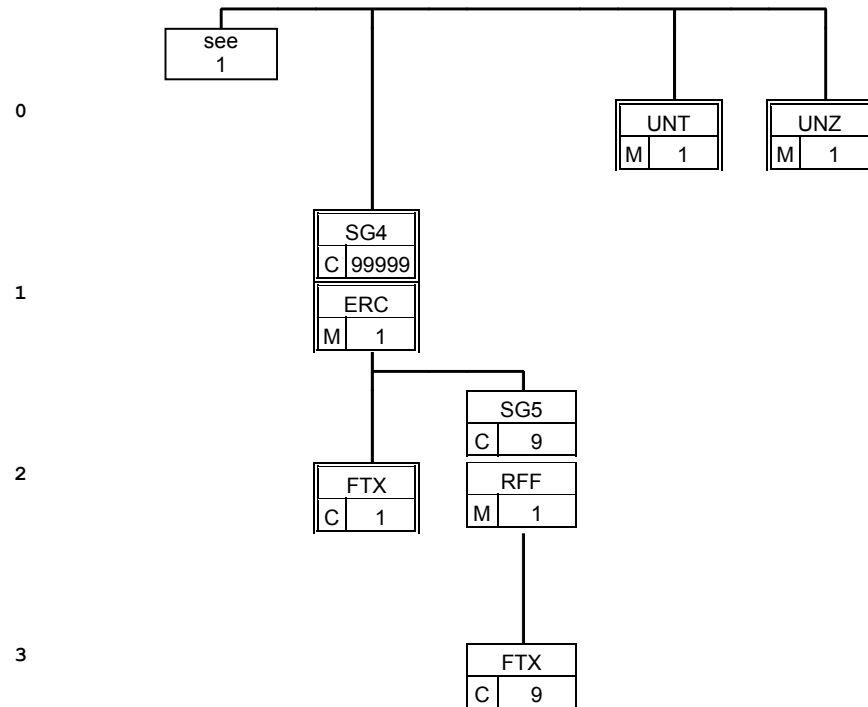 see
1
0
UNT
UNZ
M 1
M 1
SG4
C 99999
1
ERC
M 1
SG5
C 9
2
FTX
RFF
C 1
M 1
3
FTX
C 9